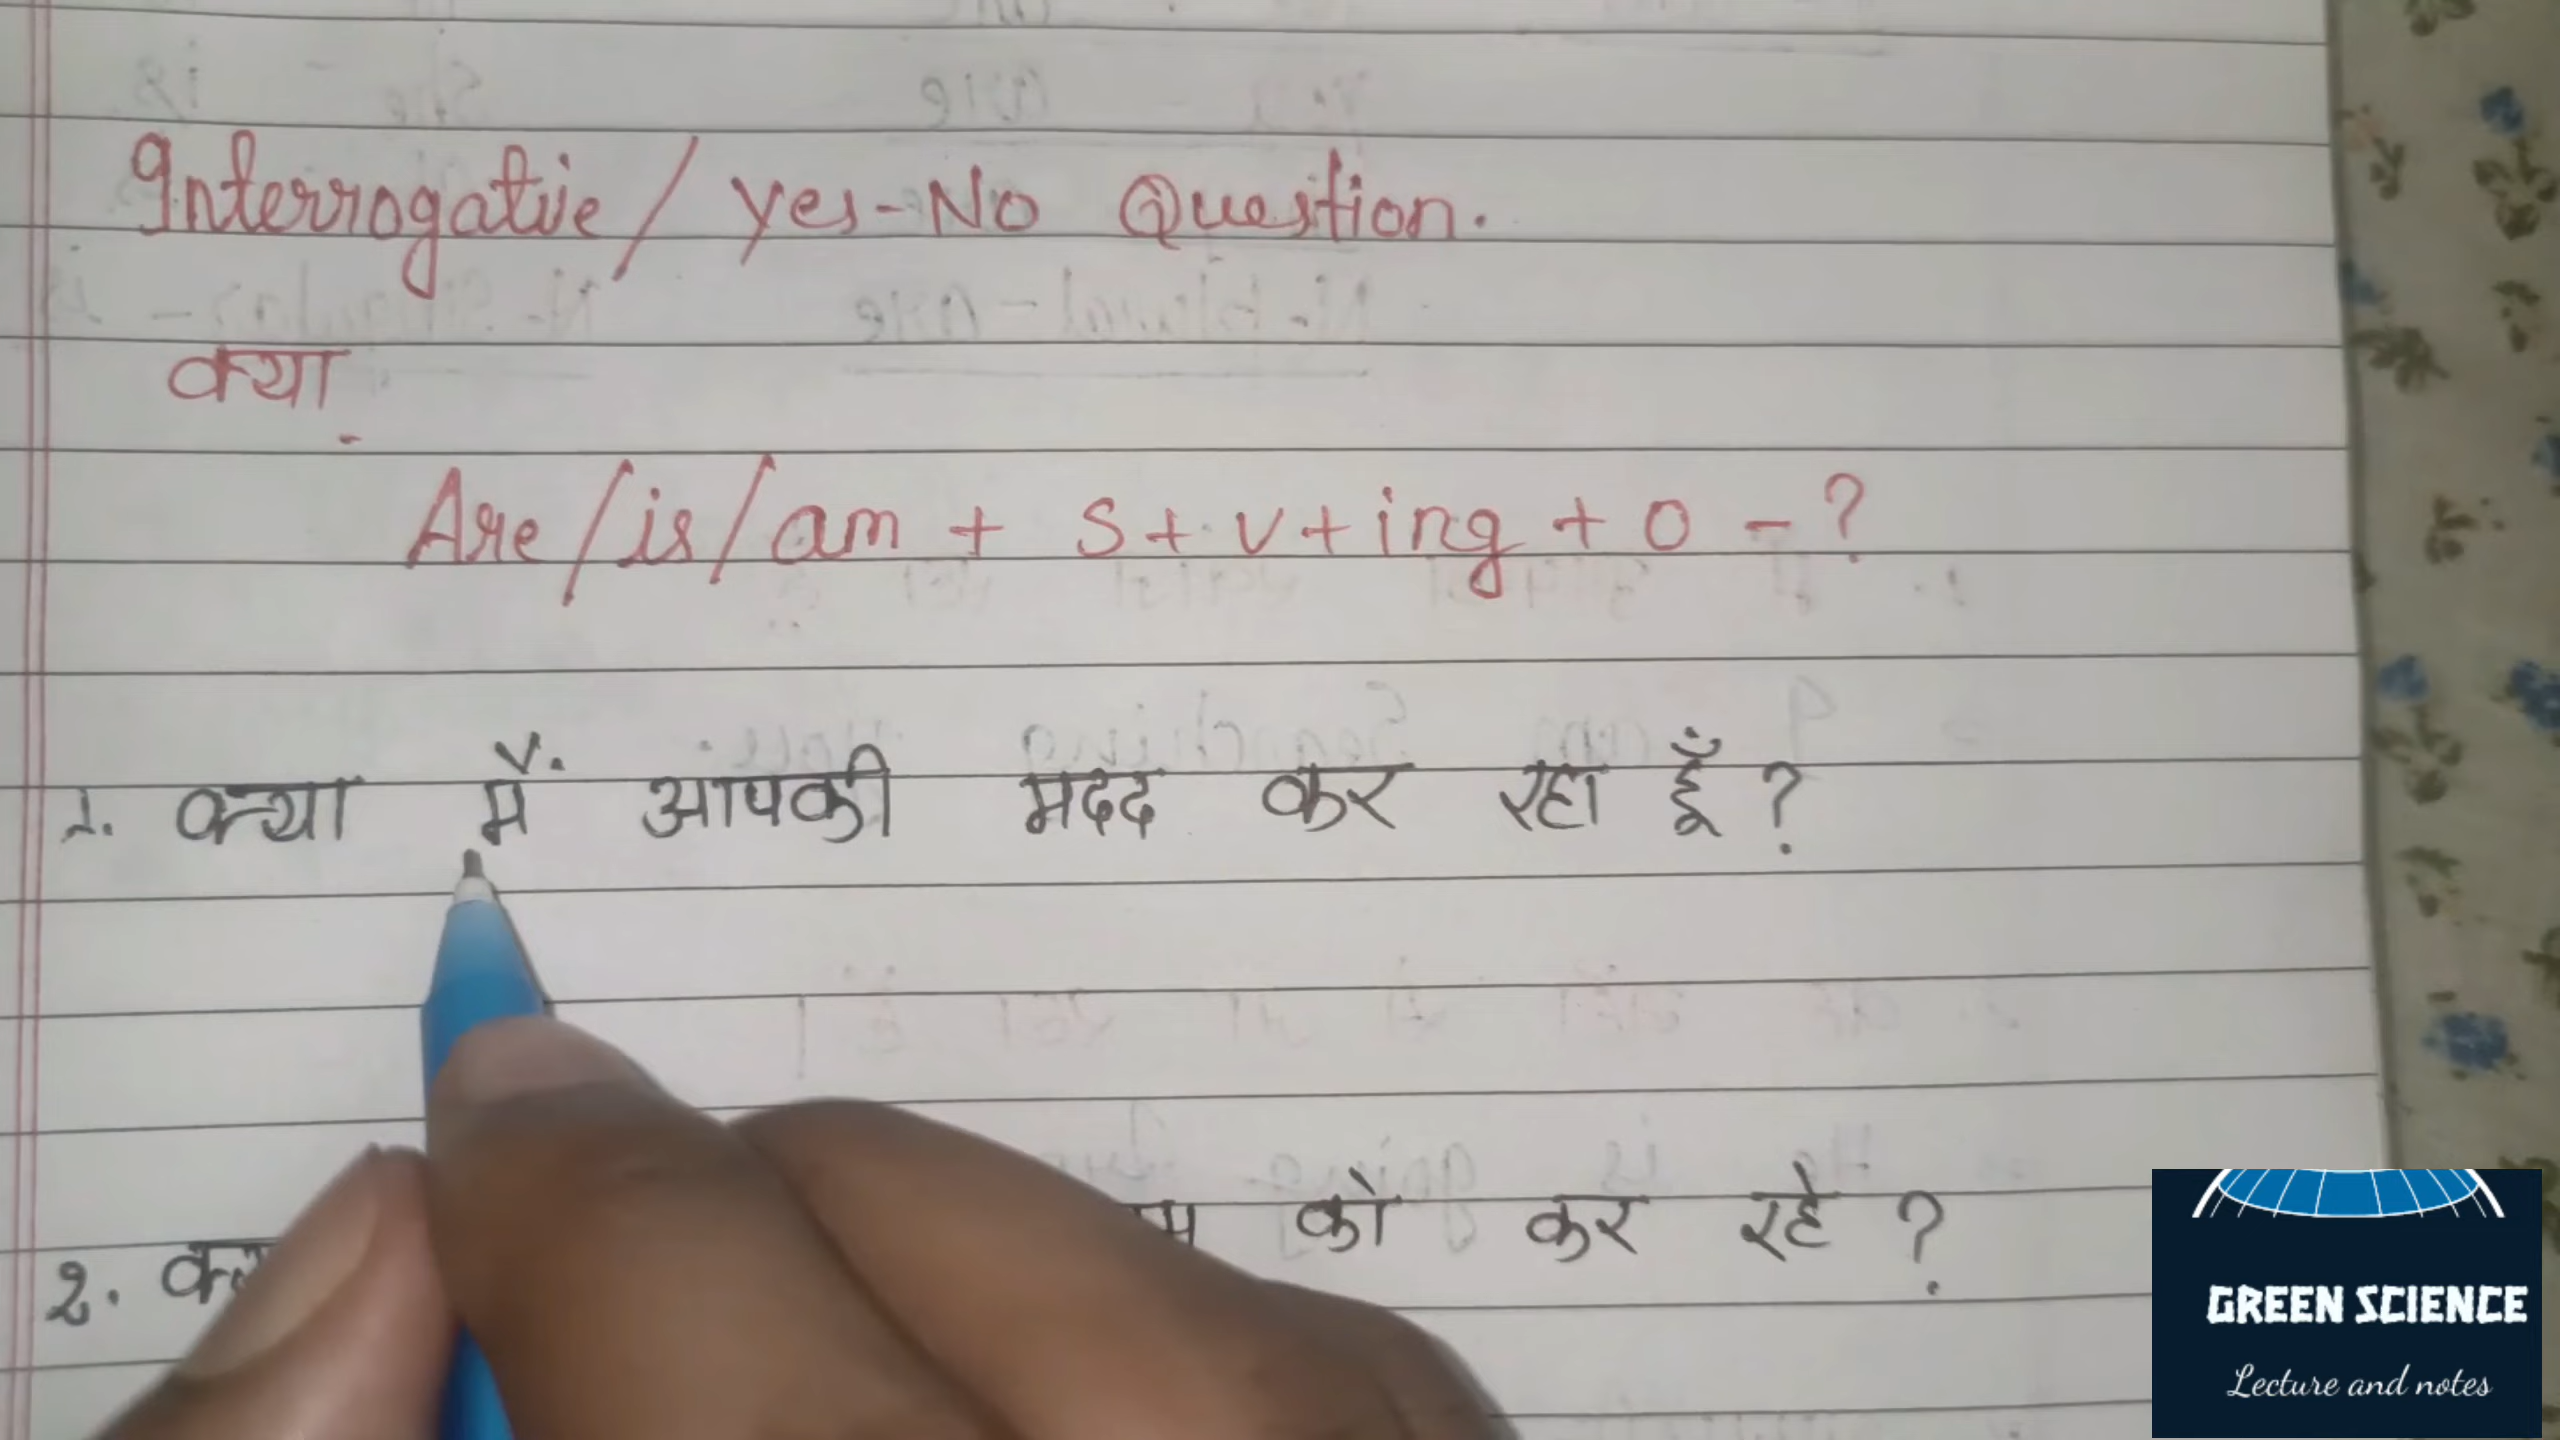 Interrogative / Yes-No Question.
क्या
Are / is / am + S + V + ing + O - ?
1. क्या मैं आपकी मदद कर रहा हूँ ?
2. को कर रहे ?
GREEN SCIENCE
Lecture and notes